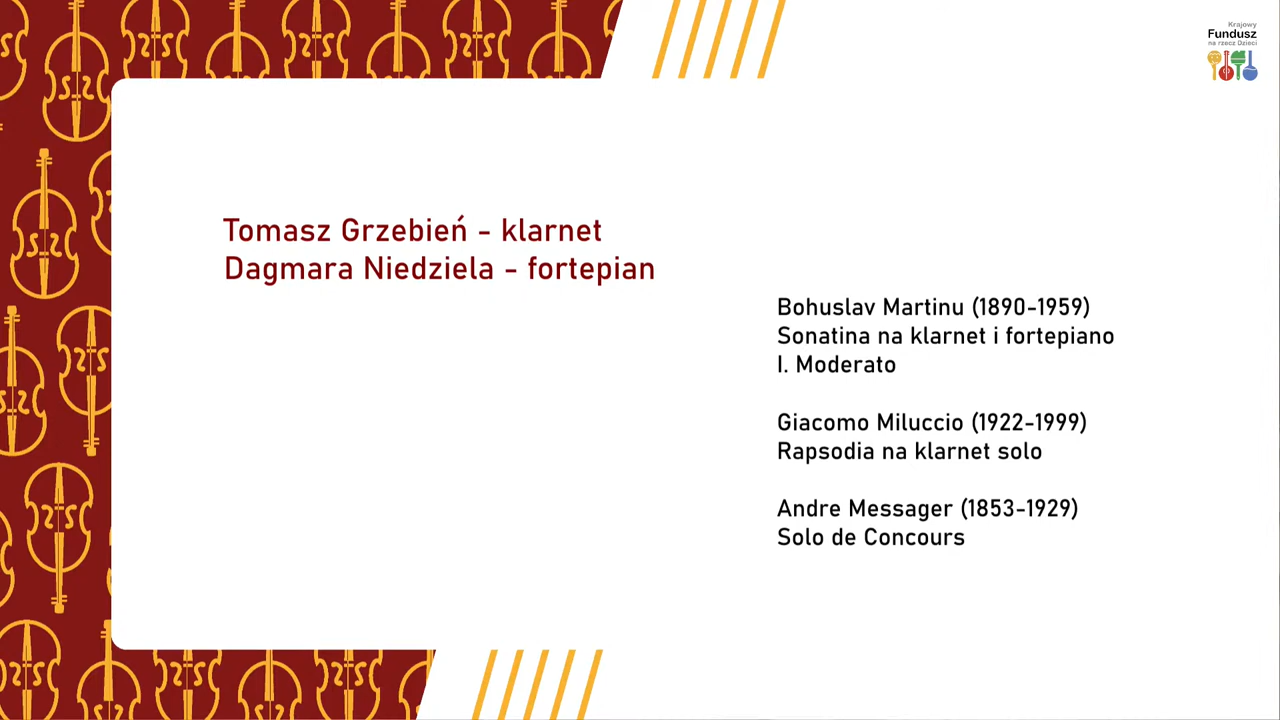 Krajowy
Fundusz
na rzecz Dzieci
Tomasz Grzebień - klarnet
Dagmara Niedziela - fortepian
Bohuslav Martinu (1890-1959)
Sonatina na klarnet i fortepiano
I. Moderato
Giacomo Miluccio (1922-1999)
Rapsodia na klarnet solo
Andre Messager (1853-1929)
Solo de Concours